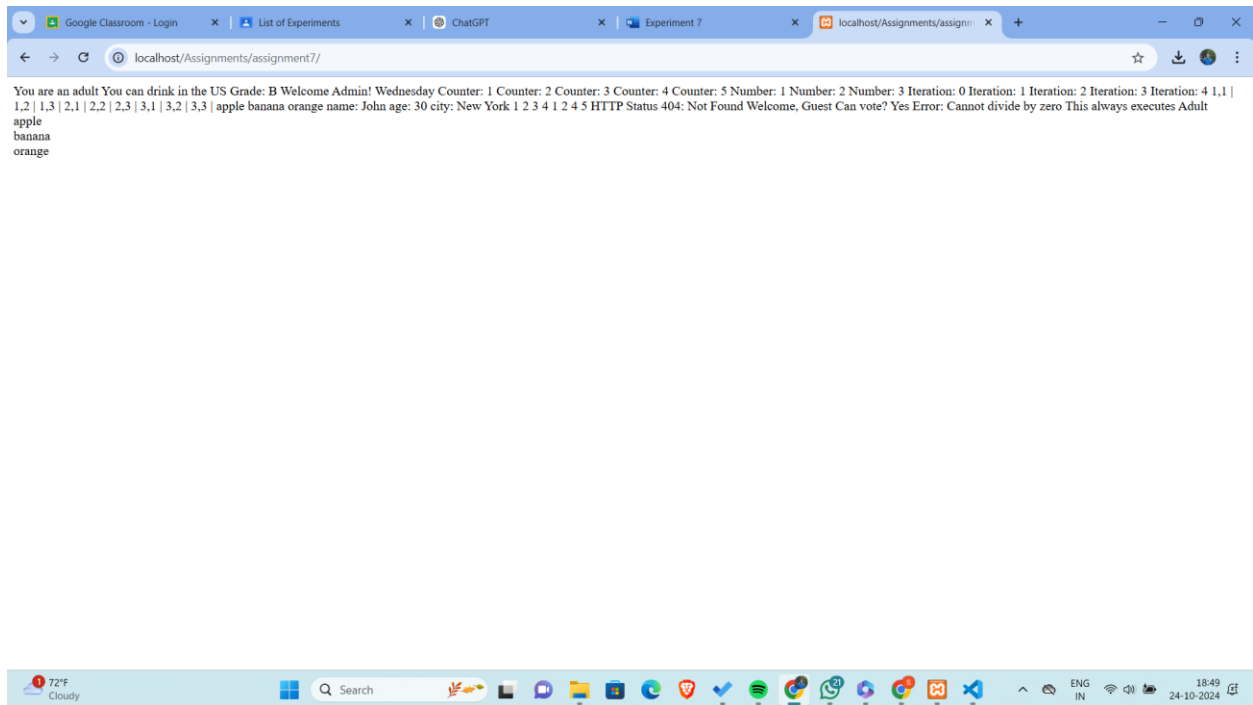 Google Classroom - Login
List of Experiments
ChatGPT
Experiment 7
localhost/Assignments/assignm
localhost/Assignments/assignment7/
You are an adult You can drink in the US Grade: B Welcome Admin! Wednesday Counter: 1 Counter: 2 Counter: 3 Counter: 4 Counter: 5 Number: 1 Number: 2 Number: 3 Iteration: 0 Iteration: 1 Iteration: 2 Iteration: 3 Iteration: 4 1,1 |
1,2 | 1,3 | 2,1 | 2,2 | 2,3 | 3,1 | 3,2 | 3,3 | apple banana orange name: John age: 30 city: New York 1 2 3 4 1 2 4 5 HTTP Status 404: Not Found Welcome, Guest Can vote? Yes Error: Cannot divide by zero This always executes Adult
apple
banana
orange
1
72°F
Cloudy
Search
21
ENG
IN
18:49
24-10-2024